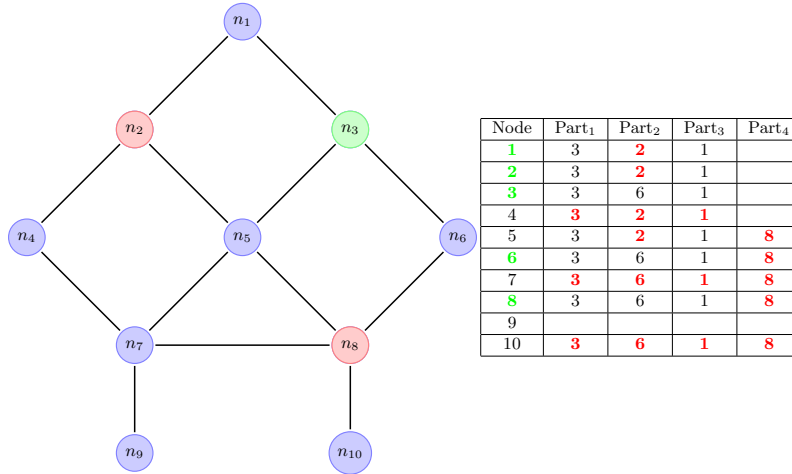 n₁
n₂ n₃
n₄ n₅ n₆
n₇ n₈
n₉ n₁₀
Node Part₁ Part₂ Part₃ Part₄
1 3 2 1
2 3 2 1
3 3 6 1
4 3 2 1
5 3 2 1 8
6 3 6 1 8
7 3 6 1 8
8 3 6 1 8
9
10 3 6 1 8